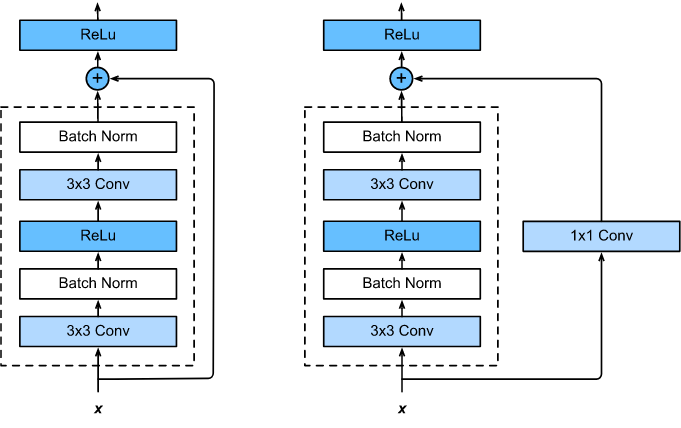 ReLu
+
Batch Norm
3x3 Conv
ReLu
Batch Norm
3x3 Conv
x
ReLu
+
Batch Norm
3x3 Conv
ReLu
Batch Norm
3x3 Conv
1x1 Conv
x